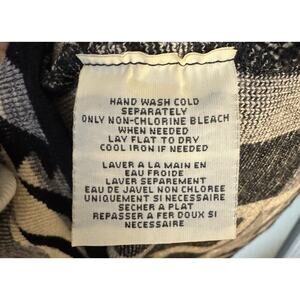 HAND WASH COLD
SEPARATELY
ONLY NON-CHLORINE BLEACH
WHEN NEEDED
LAY FLAT TO DRY
COOL IRON IF NEEDED
LAVER A LA MAIN EN
EAU FROIDE
LAVER SEPAREMENT
EAU DE JAVEL NON CHLOREE
UNIQUEMENT SI NECESSAIRE
SECHER A PLAT
REPASSER A FER DOUX SI
NECESSAIRE